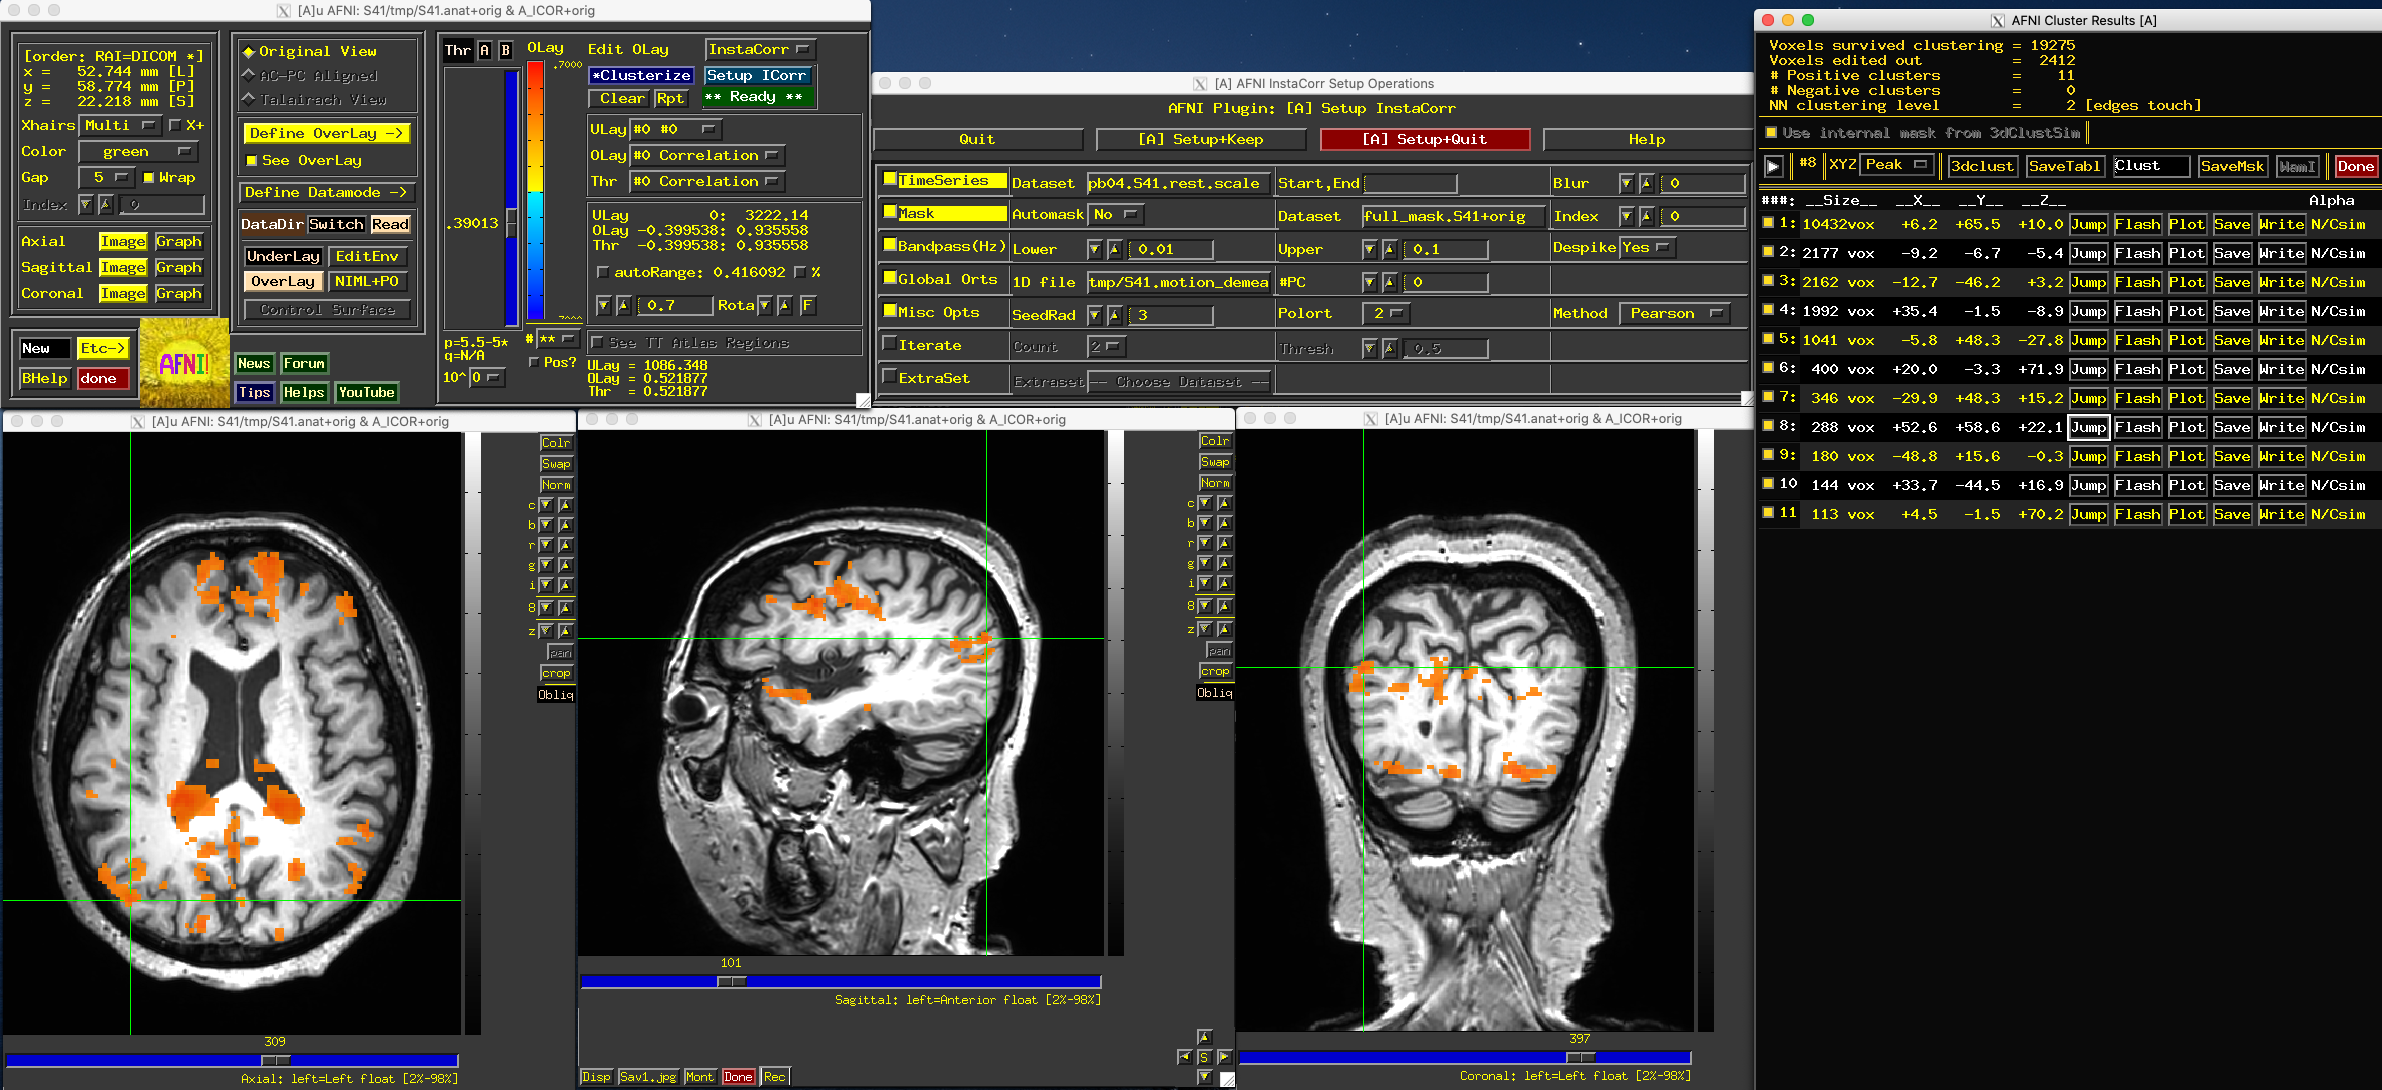 [A]u AFNI: S41/tmp/S41.anat+orig & A_ICOR+orig
[order: RAI=DICOM *]
x = 52.744 mm [L]
y = 58.774 mm [P]
z = 22.218 mm [S]
Xhairs Multi X+
Color green
Gap 5 Wrap
Index 0
Axial Image Graph
Sagittal Image Graph
Coronal Image Graph
New Etc->
BHelp done
AFNI!
Original View
AC-PC Aligned
Talairach View
Define OverLay ->
See OverLay
Define Datamode ->
DataDir Switch Read
UnderLay EditEnv
OverLay NIML+PO
Control Surface
News Forum
Tips Helps YouTube
Thr A B OLay
.7000
.39013
p=5.5-5*
q=N/A
10^ 0
# **
Pos?
Edit OLay InstaCorr
*Clusterize Setup ICorr
Clear Rpt ** Ready **
ULay #0 #0
OLay #0 Correlation
Thr #0 Correlation
ULay 0: 3222.14
OLay -0.399538: 0.935558
Thr -0.399538: 0.935558
autoRange: 0.416092 %
0.7 Rota F
See TT Atlas Regions
ULay = 1086.348
OLay = 0.521877
Thr = 0.521877
[A] AFNI InstaCorr Setup Operations
AFNI Plugin: [A] Setup InstaCorr
Quit [A] Setup+Keep [A] Setup+Quit Help
TimeSeries Dataset pb04.S41.rest.scale Start,End Blur 0
Mask Automask No Dataset full_mask.S41+orig Index 0
Bandpass(Hz) Lower 0.01 Upper 0.1 Despike Yes
Global Orts 1D file tmp/S41.motion_demea #PC 0
Misc Opts SeedRad 3 Polort 2 Method Pearson
Iterate Count 2 Thresh 0.5
ExtraSet Extraset -- Choose Dataset --
AFNI Cluster Results [A]
Voxels survived clustering = 19275
Voxels edited out = 2412
# Positive clusters = 11
# Negative clusters = 0
NN clustering level = 2 [edges touch]
Use internal mask from 3dClustSim
#8 XYZ Peak 3dclust SaveTabl Clust SaveMsk WamI Done
###: __Size__ __X__ __Y__ __Z__ Alpha
1: 10432vox +6.2 +65.5 +10.0 Jump Flash Plot Save Write N/Csim
2: 2177 vox -9.2 -6.7 -5.4 Jump Flash Plot Save Write N/Csim
3: 2162 vox -12.7 -46.2 +3.2 Jump Flash Plot Save Write N/Csim
4: 1992 vox +35.4 -1.5 -8.9 Jump Flash Plot Save Write N/Csim
5: 1041 vox -5.8 +48.3 -27.8 Jump Flash Plot Save Write N/Csim
6: 400 vox +20.0 -3.3 +71.9 Jump Flash Plot Save Write N/Csim
7: 346 vox -29.9 +48.3 +15.2 Jump Flash Plot Save Write N/Csim
8: 288 vox +52.6 +58.6 +22.1 Jump Flash Plot Save Write N/Csim
9: 180 vox -48.8 +15.6 -0.3 Jump Flash Plot Save Write N/Csim
10 144 vox +33.7 -44.5 +16.9 Jump Flash Plot Save Write N/Csim
11 113 vox +4.5 -1.5 +70.2 Jump Flash Plot Save Write N/Csim
[A]u AFNI: S41/tmp/S41.anat+orig & A_ICOR+orig
Colr
Swap
Norm
c
b
r
g
i
8
z
pan
crop
Obliq
309
Axial: left=Left float [2%-98%]
[A]u AFNI: S41/tmp/S41.anat+orig & A_ICOR+orig
Colr
Swap
Norm
c
b
r
g
i
8
z
pan
crop
Obliq
101
Sagittal: left=Anterior float [2%-98%]
S
Disp Sav1.jpg Mont Done Rec
[A]u AFNI: S41/tmp/S41.anat+orig & A_ICOR+orig
397
Coronal: left=Left float [2%-98%]